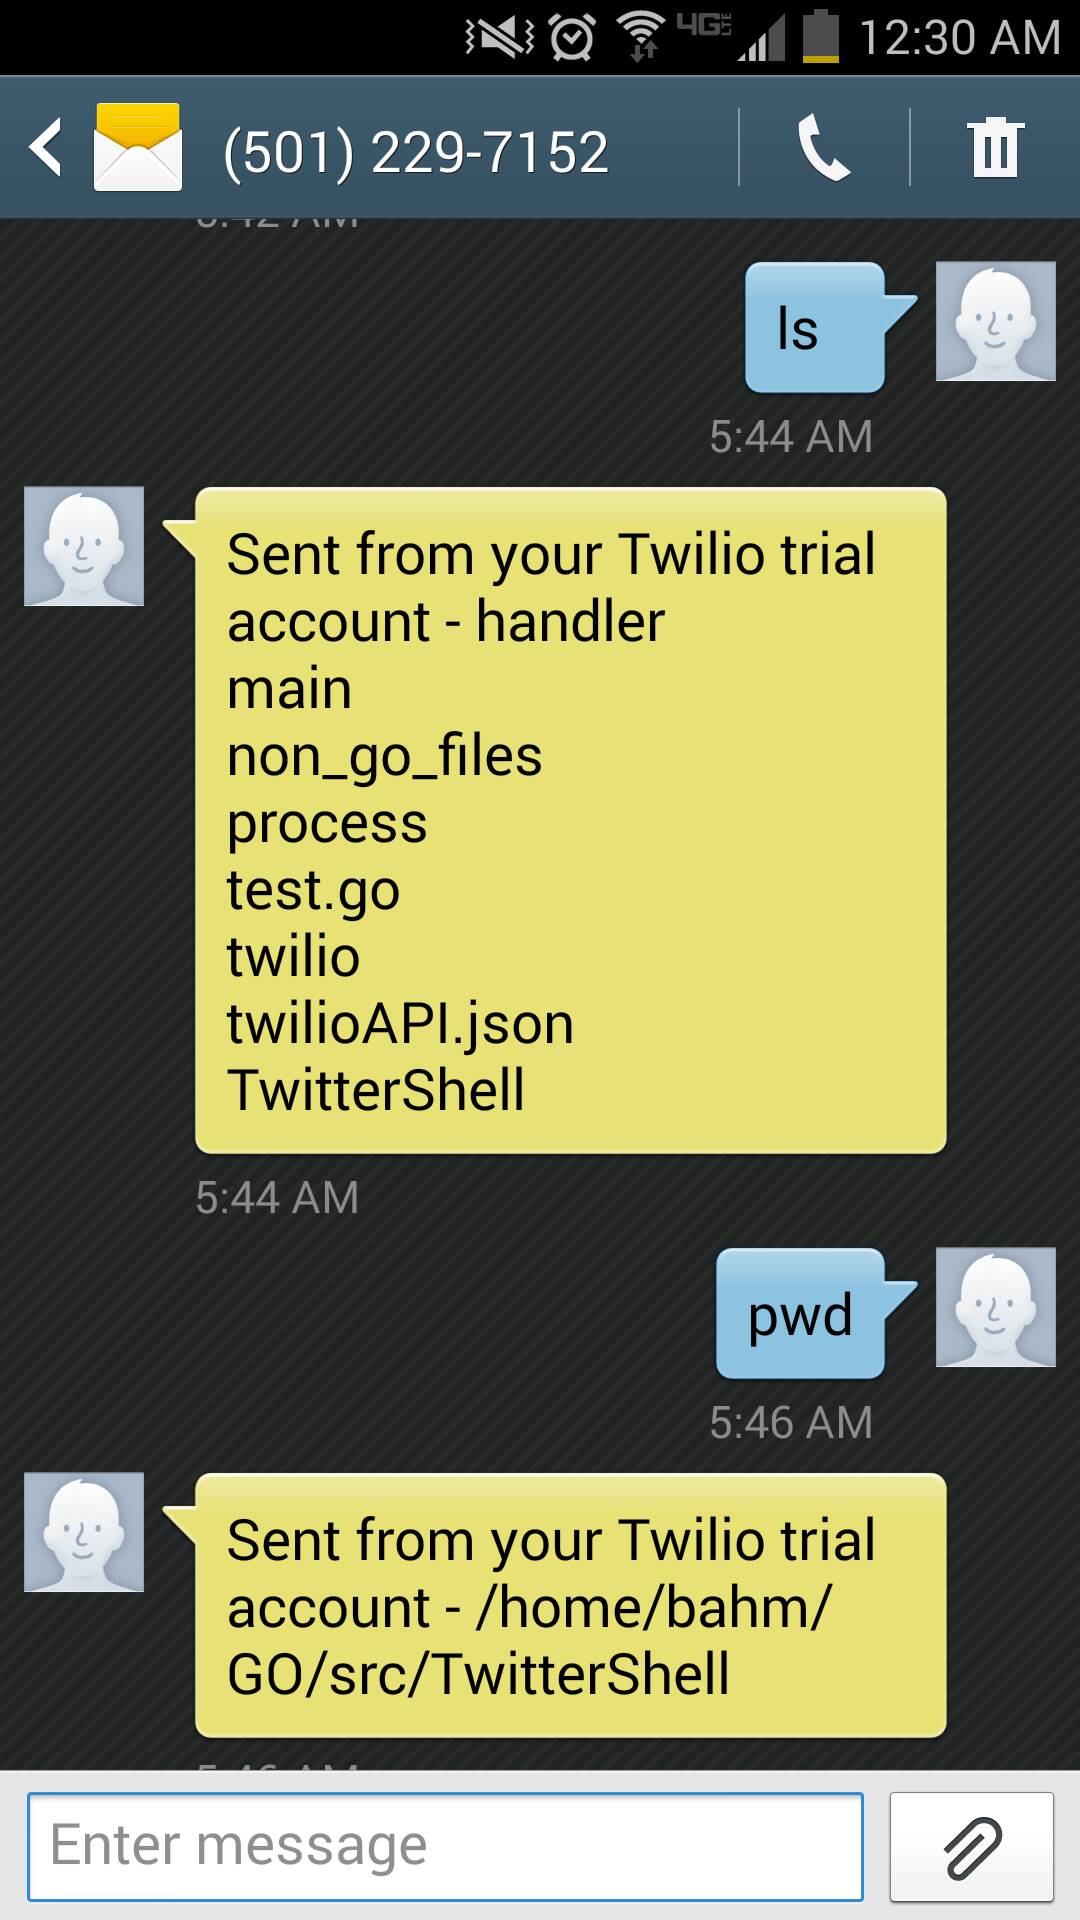 4G LTE 12:30 AM
(501) 229-7152
ls
5:44 AM
Sent from your Twilio trial
account - handler
main
non_go_files
process
test.go
twilio
twilioAPI.json
TwitterShell
5:44 AM
pwd
5:46 AM
Sent from your Twilio trial
account - /home/bahm/
GO/src/TwitterShell
Enter message